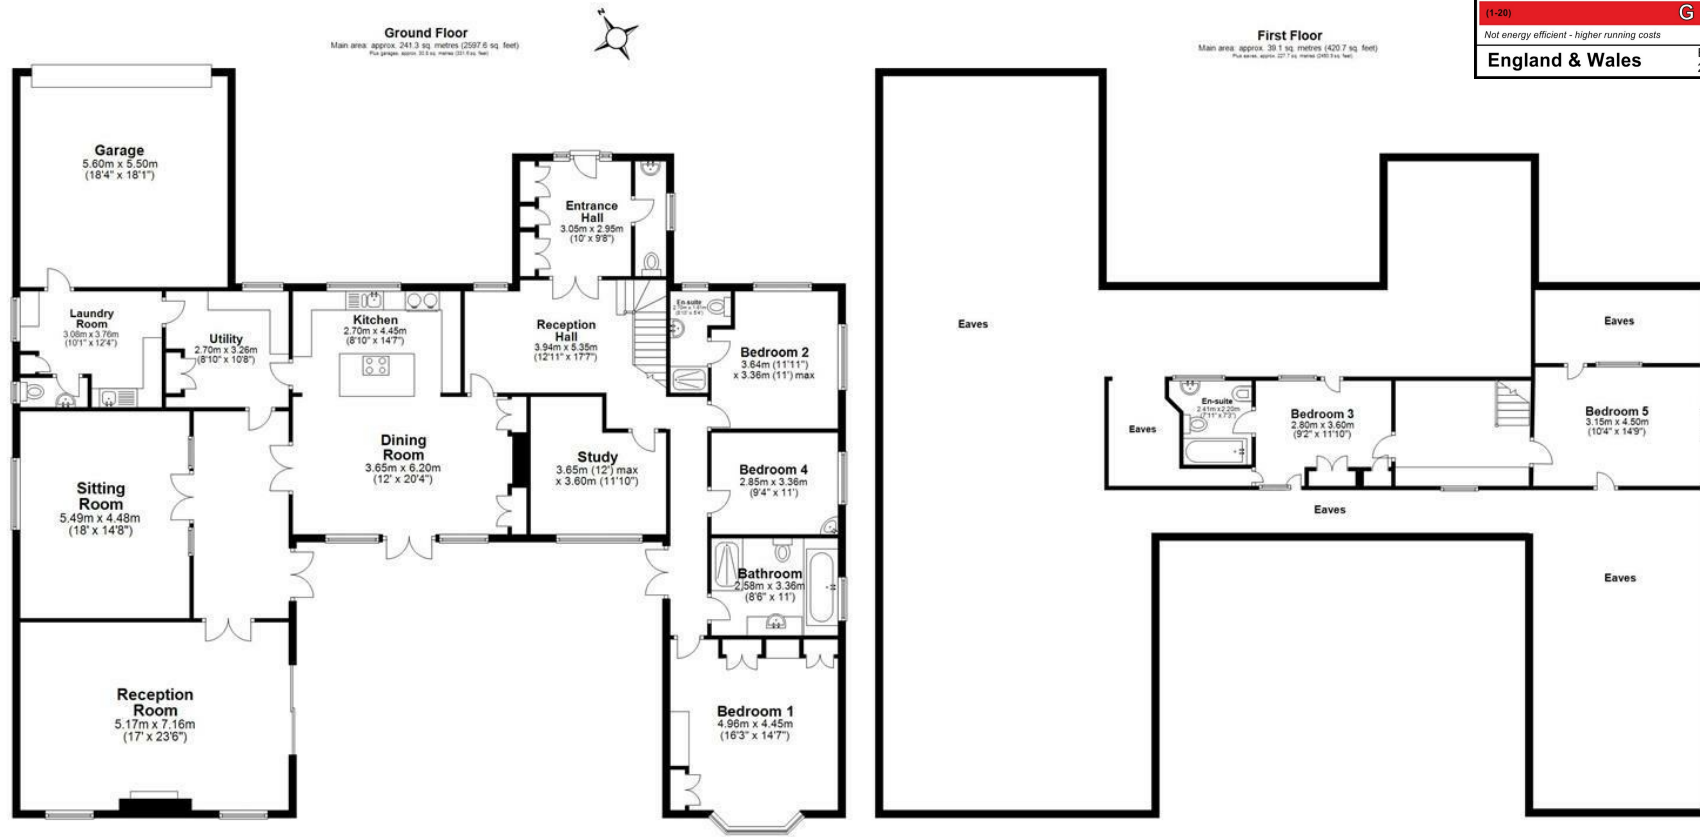 Ground Floor
Main area: approx. 241.3 sq. metres (2597.6 sq. feet)
N
First Floor
Main area: approx. 39.1 sq. metres (420.7 sq. feet)
(1-20) G
Not energy efficient - higher running costs
England & Wales
Garage
5.60m x 5.50m
(18'4" x 18'1")
Entrance
Hall
3.05m x 2.95m
(10' x 9'8")
Laundry
Room
3.08m x 3.76m
(10'1" x 12'4")
Utility
2.70m x 3.26m
(8'10" x 10'8")
Kitchen
2.70m x 4.45m
(8'10" x 14'7")
Reception
Hall
3.94m x 5.35m
(12'11" x 17'7")
En-suite
Bedroom 2
3.64m (11'11")
x 3.36m (11') max
Sitting
Room
5.49m x 4.48m
(18' x 14'8")
Dining
Room
3.65m x 6.20m
(12' x 20'4")
Study
3.65m (12') max
x 3.60m (11'10")
Bedroom 4
2.85m x 3.36m
(9'4" x 11')
Bathroom
2.58m x 3.36m
(8'6" x 11')
Reception
Room
5.17m x 7.16m
(17' x 23'6")
Bedroom 1
4.96m x 4.45m
(16'3" x 14'7")
Eaves
Eaves
Eaves
En-suite
2.41m x 2.20m
(7'11" x 7'3")
Bedroom 3
2.80m x 3.60m
(9'2" x 11'10")
Bedroom 5
3.15m x 4.50m
(10'4" x 14'9")
Eaves
Eaves